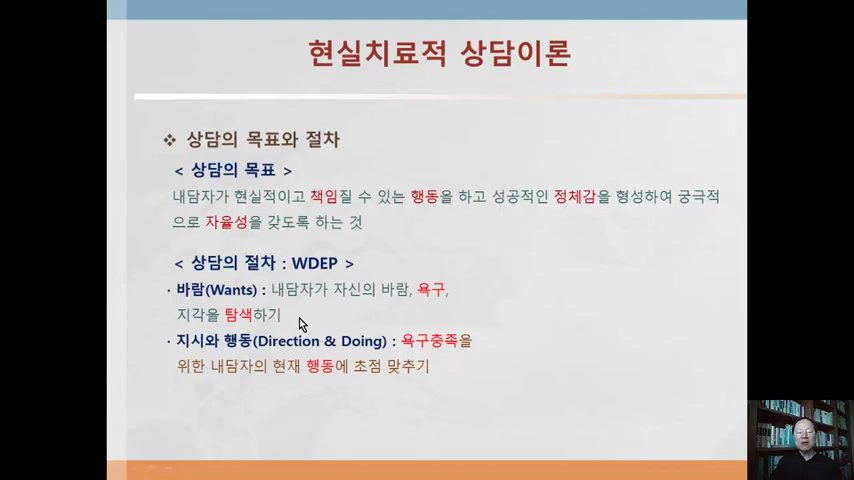 현실치료적 상담이론
❖ 상담의 목표와 절차
< 상담의 목표 >
내담자가 현실적이고 책임질 수 있는 행동을 하고 성공적인 정체감을 형성하여 궁극적
으로 자율성을 갖도록 하는 것
< 상담의 절차 : WDEP >
· 바람(Wants) : 내담자가 자신의 바람, 욕구,
지각을 탐색하기
· 지시와 행동(Direction & Doing) : 욕구충족을
위한 내담자의 현재 행동에 초점 맞추기